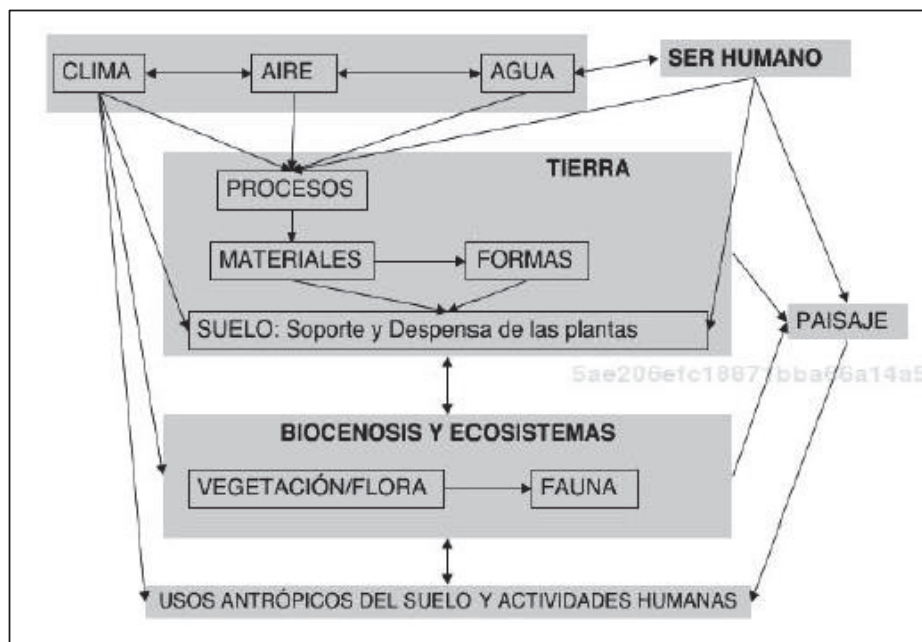 CLIMA
AIRE
AGUA
SER HUMANO
TIERRA
PROCESOS
MATERIALES
FORMAS
SUELO: Soporte y Despensa de las plantas
PAISAJE
5ae206efc18871bba66a14a5
BIOCENOSIS Y ECOSISTEMAS
VEGETACIÓN/FLORA
FAUNA
USOS ANTRÓPICOS DEL SUELO Y ACTIVIDADES HUMANAS